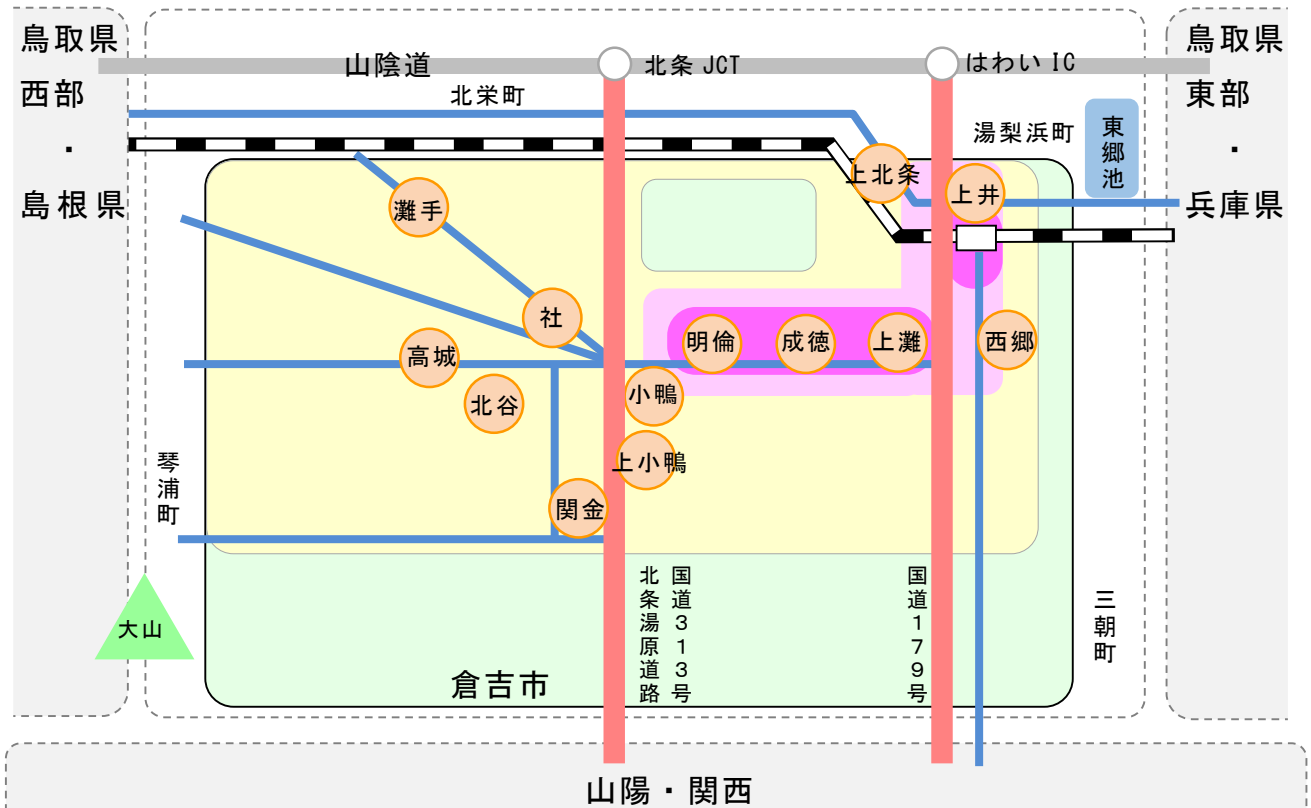 鳥取県
西部
・
島根県
山陰道
北条 JCT
はわい IC
鳥取県
東部
・
兵庫県
北栄町
湯梨浜町
東郷池
上北条
上井
灘手
社
高城
北谷
明倫
成徳
上灘
西郷
小鴨
上小鴨
関金
琴浦町
大山
国道313号
北条湯原道路
国道179号
三朝町
倉吉市
山陽・関西